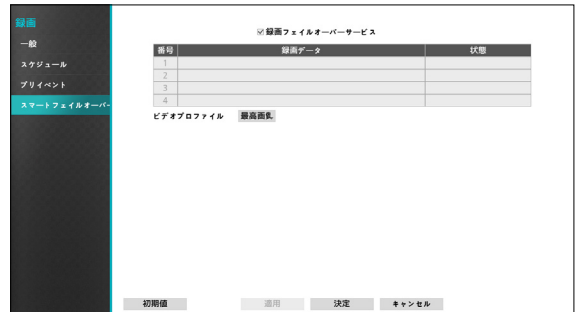 録画
一般
スケジュール
プリイベント
スマートフェイルオーバー
録画フェイルオーバーサービス
番号 録画データ 状態
1
2
3
4
ビデオプロファイル 最高画
初期値 適用 決定 キャンセル